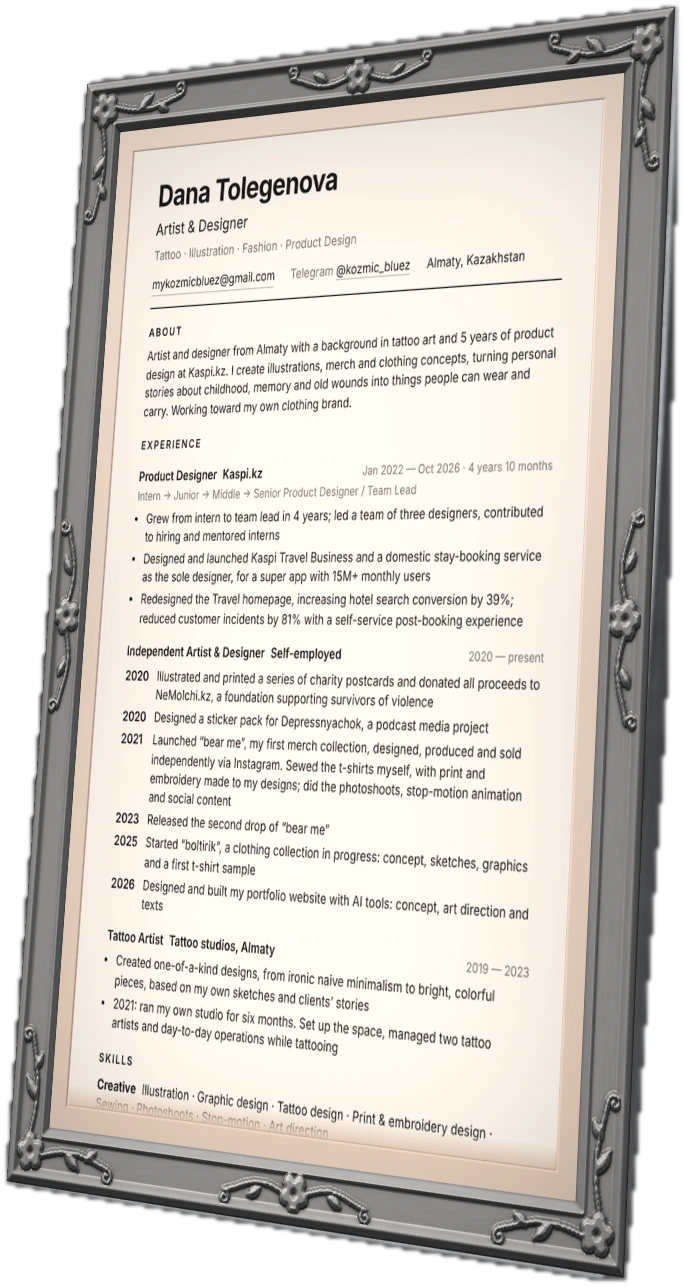 Dana Tolegenova
Artist & Designer
Tattoo · Illustration · Fashion · Product Design
mykozmicbluez@gmail.com Telegram @kozmic_bluez Almaty, Kazakhstan
ABOUT
Artist and designer from Almaty with a background in tattoo art and 5 years of product
design at Kaspi.kz. I create illustrations, merch and clothing concepts, turning personal
stories about childhood, memory and old wounds into things people can wear and
carry. Working toward my own clothing brand.
EXPERIENCE
Product Designer Kaspi.kz Jan 2022 — Oct 2026 · 4 years 10 months
Intern → Junior → Middle → Senior Product Designer / Team Lead
• Grew from intern to team lead in 4 years; led a team of three designers, contributed
to hiring and mentored interns
• Designed and launched Kaspi Travel Business and a domestic stay-booking service
as the sole designer, for a super app with 15M+ monthly users
• Redesigned the Travel homepage, increasing hotel search conversion by 39%;
reduced customer incidents by 81% with a self-service post-booking experience
Independent Artist & Designer Self-employed 2020 — present
2020 Illustrated and printed a series of charity postcards and donated all proceeds to
NeMolchi.kz, a foundation supporting survivors of violence
2020 Designed a sticker pack for Depressnyachok, a podcast media project
2021 Launched “bear me”, my first merch collection, designed, produced and sold
independently via Instagram. Sewed the t-shirts myself, with print and
embroidery made to my designs; did the photoshoots, stop-motion animation
and social content
2023 Released the second drop of “bear me”
2025 Started “boltirik”, a clothing collection in progress: concept, sketches, graphics
and a first t-shirt sample
2026 Designed and built my portfolio website with AI tools: concept, art direction and
texts
Tattoo Artist Tattoo studios, Almaty 2019 — 2023
• Created one-of-a-kind designs, from ironic naive minimalism to bright, colorful
pieces, based on my own sketches and clients’ stories
• 2021: ran my own studio for six months. Set up the space, managed two tattoo
artists and day-to-day operations while tattooing
SKILLS
Creative Illustration · Graphic design · Tattoo design · Print & embroidery design ·
Sewing · Photoshoots · Stop-motion · Art direction